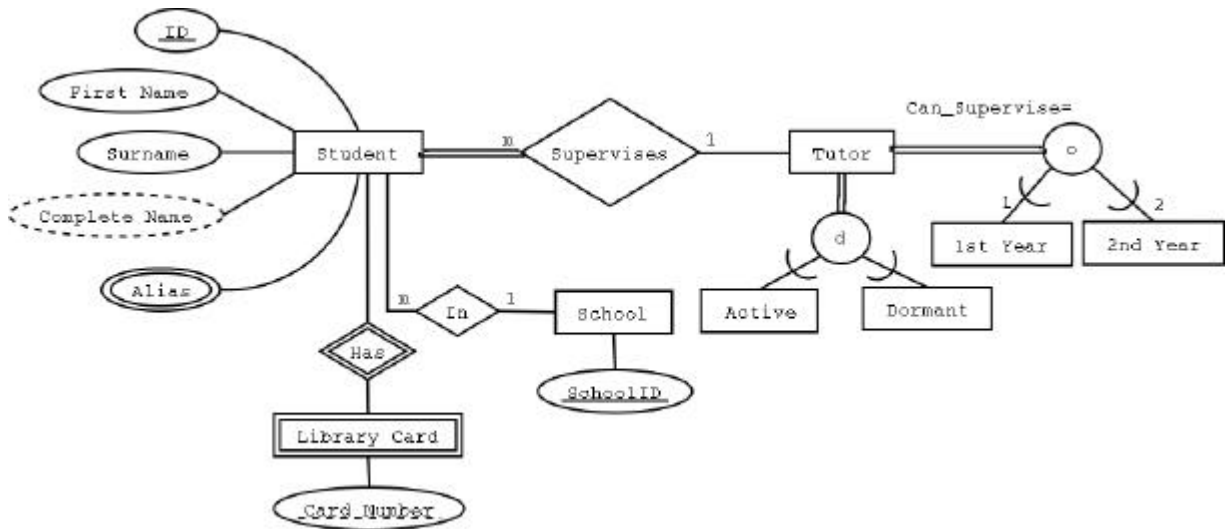 ID
First Name
Surname
Complete Name
Alias
Student
m
Supervises
1
Tutor
Can_Supervise=
o
1
2
1st Year
2nd Year
d
Active
Dormant
m
In
1
School
SchoolID
Has
Library Card
Card_Number